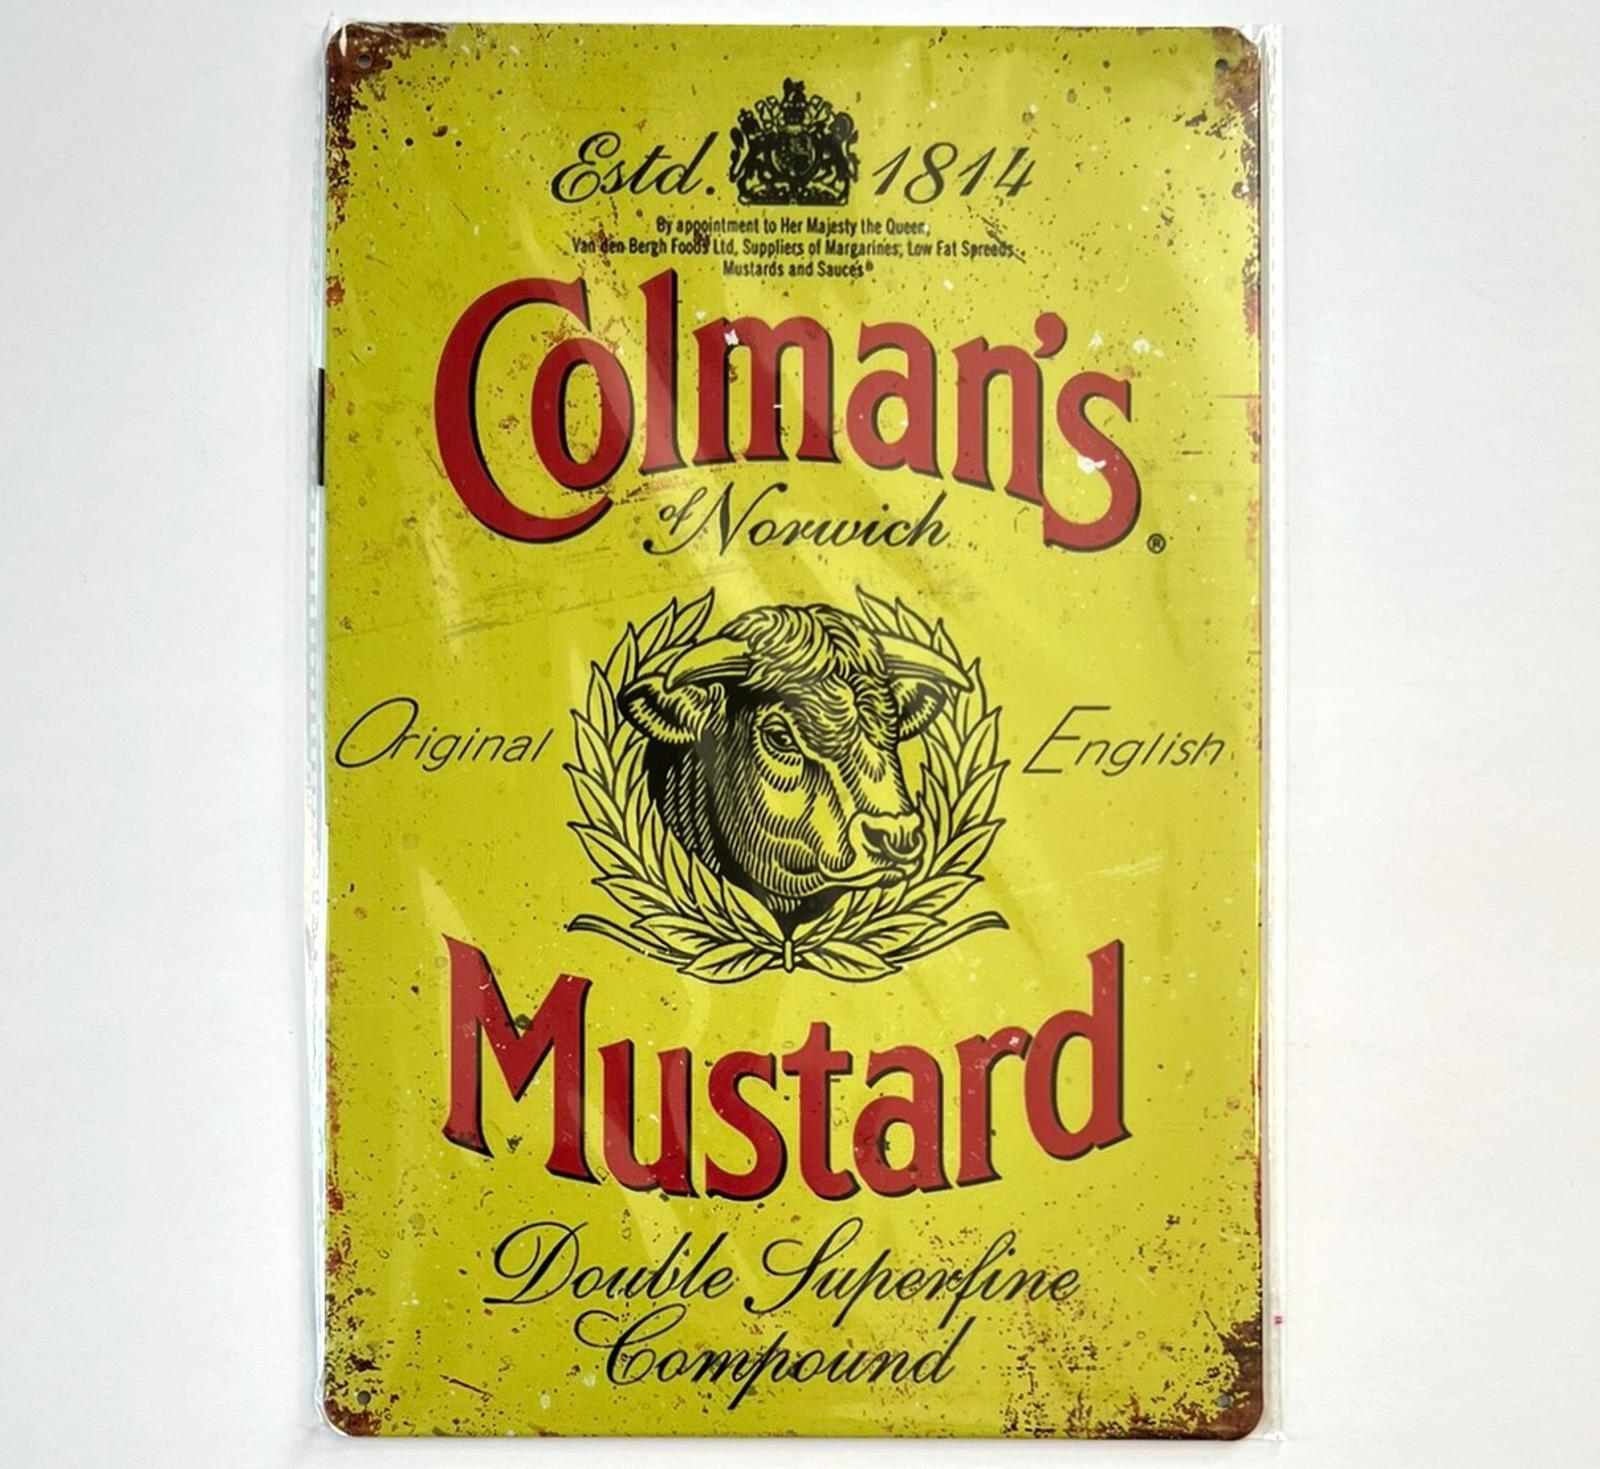 Estd. 1814
By appointment to Her Majesty the Queen,
Van den Bergh Foods Ltd, Suppliers of Margarines, Low Fat Spreeds,
Mustards and Sauces®
Colman's®
of Norwich
Original English
Mustard
Double Superfine
Compound